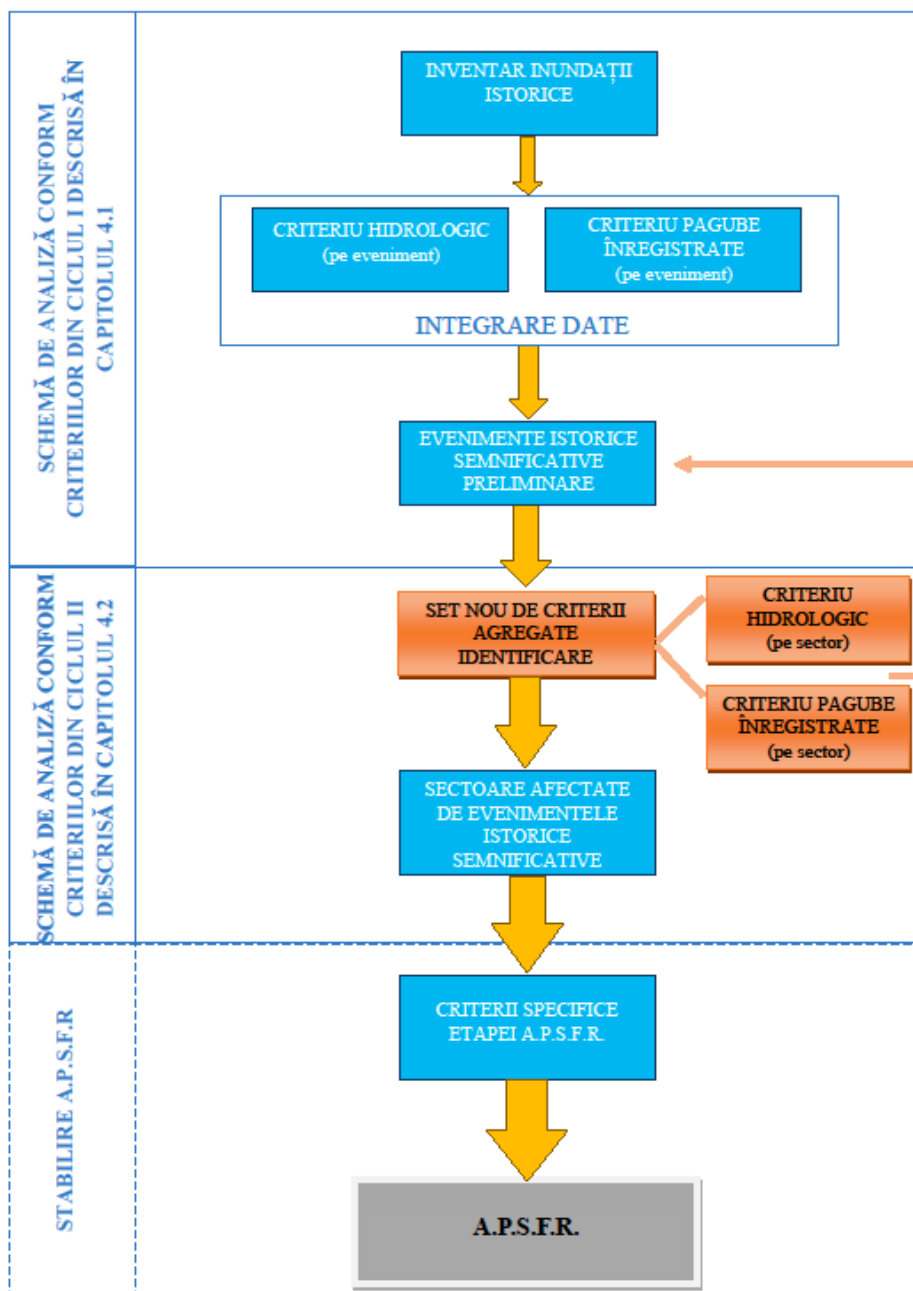 SCHEMĂ DE ANALIZĂ CONFORM
CRITERIILOR DIN CICLUL I DESCRISĂ ÎN
CAPITOLUL 4.1
INVENTAR INUNDAȚII
ISTORICE
CRITERIU HIDROLOGIC
(pe eveniment)
CRITERIU PAGUBE
ÎNREGISTRATE
(pe eveniment)
INTEGRARE DATE
EVENIMENTE ISTORICE
SEMNIFICATIVE
PRELIMINARE
SCHEMĂ DE ANALIZĂ CONFORM
CRITERIILOR DIN CICLUL II
DESCRISĂ ÎN CAPITOLUL 4.2
SET NOU DE CRITERII
AGREGATE
IDENTIFICARE
CRITERIU
HIDROLOGIC
(pe sector)
CRITERIU PAGUBE
ÎNREGISTRATE
(pe sector)
SECTOARE AFECTATE
DE EVENIMENTELE
ISTORICE
SEMNIFICATIVE
STABILIRE A.P.S.F.R
CRITERII SPECIFICE
ETAPEI A.P.S.F.R.
A.P.S.F.R.